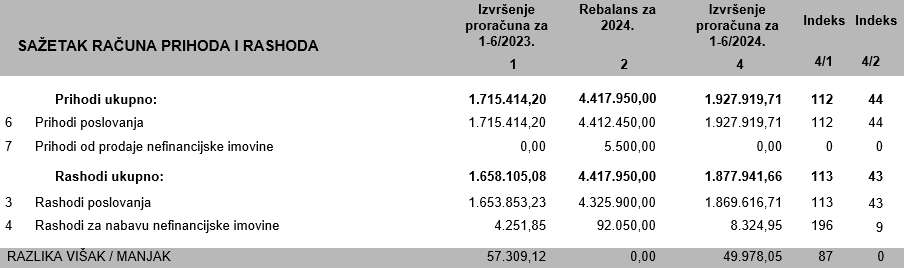 SAŽETAK RAČUNA PRIHODA I RASHODA Izvršenje proračuna za 1-6/2023. Rebalans za 2024. Izvršenje proračuna za 1-6/2024. Indeks Indeks
1 2 4 4/1 4/2
Prihodi ukupno: 1.715.414,20 4.417.950,00 1.927.919,71 112 44
6 Prihodi poslovanja 1.715.414,20 4.412.450,00 1.927.919,71 112 44
7 Prihodi od prodaje nefinancijske imovine 0,00 5.500,00 0,00 0 0
Rashodi ukupno: 1.658.105,08 4.417.950,00 1.877.941,66 113 43
3 Rashodi poslovanja 1.653.853,23 4.325.900,00 1.869.616,71 113 43
4 Rashodi za nabavu nefinancijske imovine 4.251,85 92.050,00 8.324,95 196 9
RAZLIKA VIŠAK / MANJAK 57.309,12 0,00 49.978,05 87 0